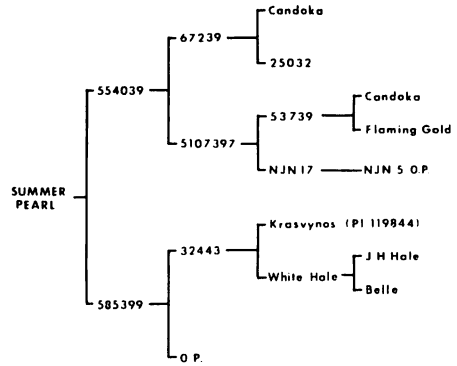 Candoka
67239
25032
554039
Candoka
53739
Flaming Gold
5107397
NJN 17
NJN 5 O.P.
SUMMER
PEARL
Krasvynos (PI 119844)
32443
J H Hale
White Hale
Belle
585399
O P.